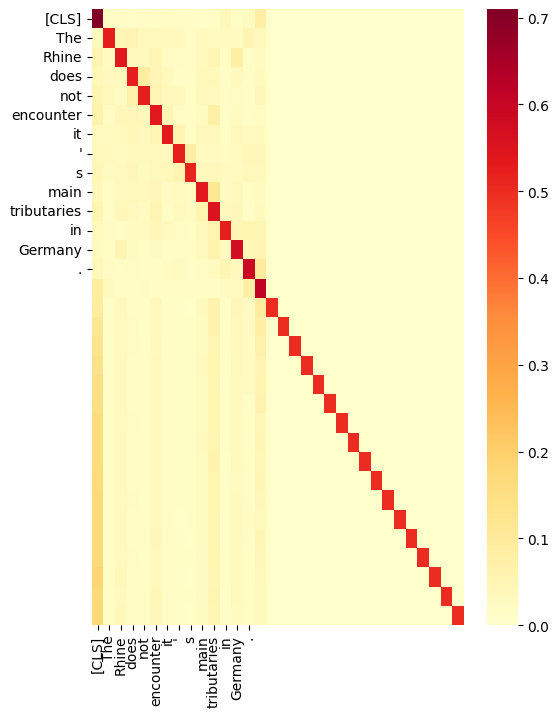 [CLS]
The
Rhine
does
not
encounter
it
'
s
main
tributaries
in
Germany
.
0.7
0.6
0.5
0.4
0.3
0.2
0.1
0.0
[CLS]
The
Rhine
does
not
encounter
it
'
s
main
tributaries
in
Germany
.